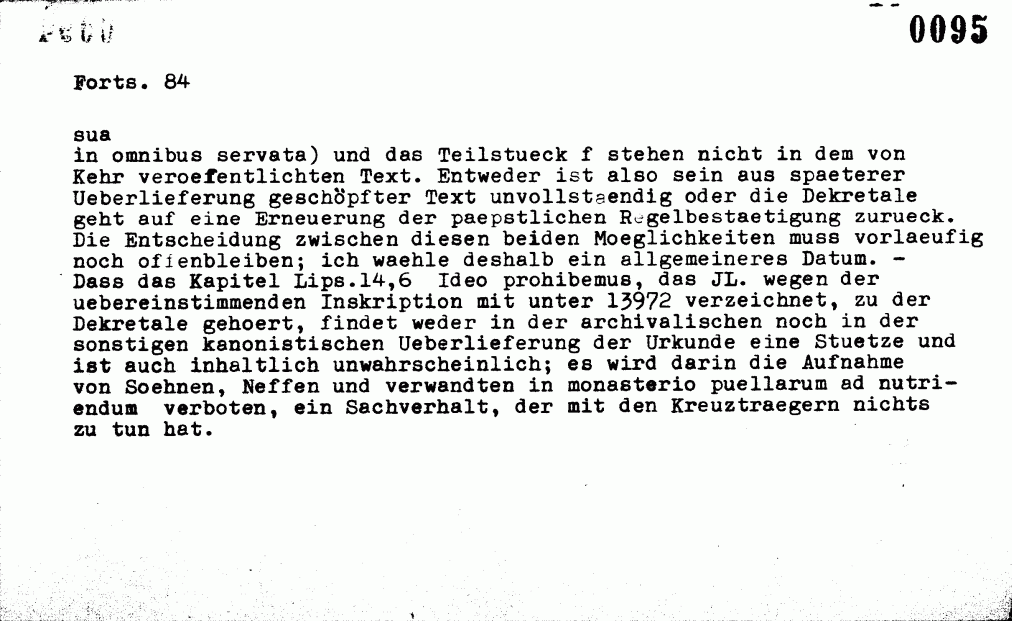 0095
Forts. 84
sua
in omnibus servata) und das Teilstueck f stehen nicht in dem von
Kehr veroefentlichten Text. Entweder ist also sein aus spaeterer
Ueberlieferung geschöpfter Text unvollstaendig oder die Dekretale
geht auf eine Erneuerung der paepstlichen Regelbestaetigung zurueck.
Die Entscheidung zwischen diesen beiden Moeglichkeiten muss vorlaeufig
noch offenbleiben; ich waehle deshalb ein allgemeineres Datum. -
Dass das Kapitel Lips.14,6 Ideo prohibemus, das JL. wegen der
uebereinstimmenden Inskription mit unter 13972 verzeichnet, zu der
Dekretale gehoert, findet weder in der archivalischen noch in der
sonstigen kanonistischen Ueberlieferung der Urkunde eine Stuetze und
ist auch inhaltlich unwahrscheinlich; es wird darin die Aufnahme
von Soehnen, Neffen und verwandten in monasterio puellarum ad nutri-
endum verboten, ein Sachverhalt, der mit den Kreuztraegern nichts
zu tun hat.